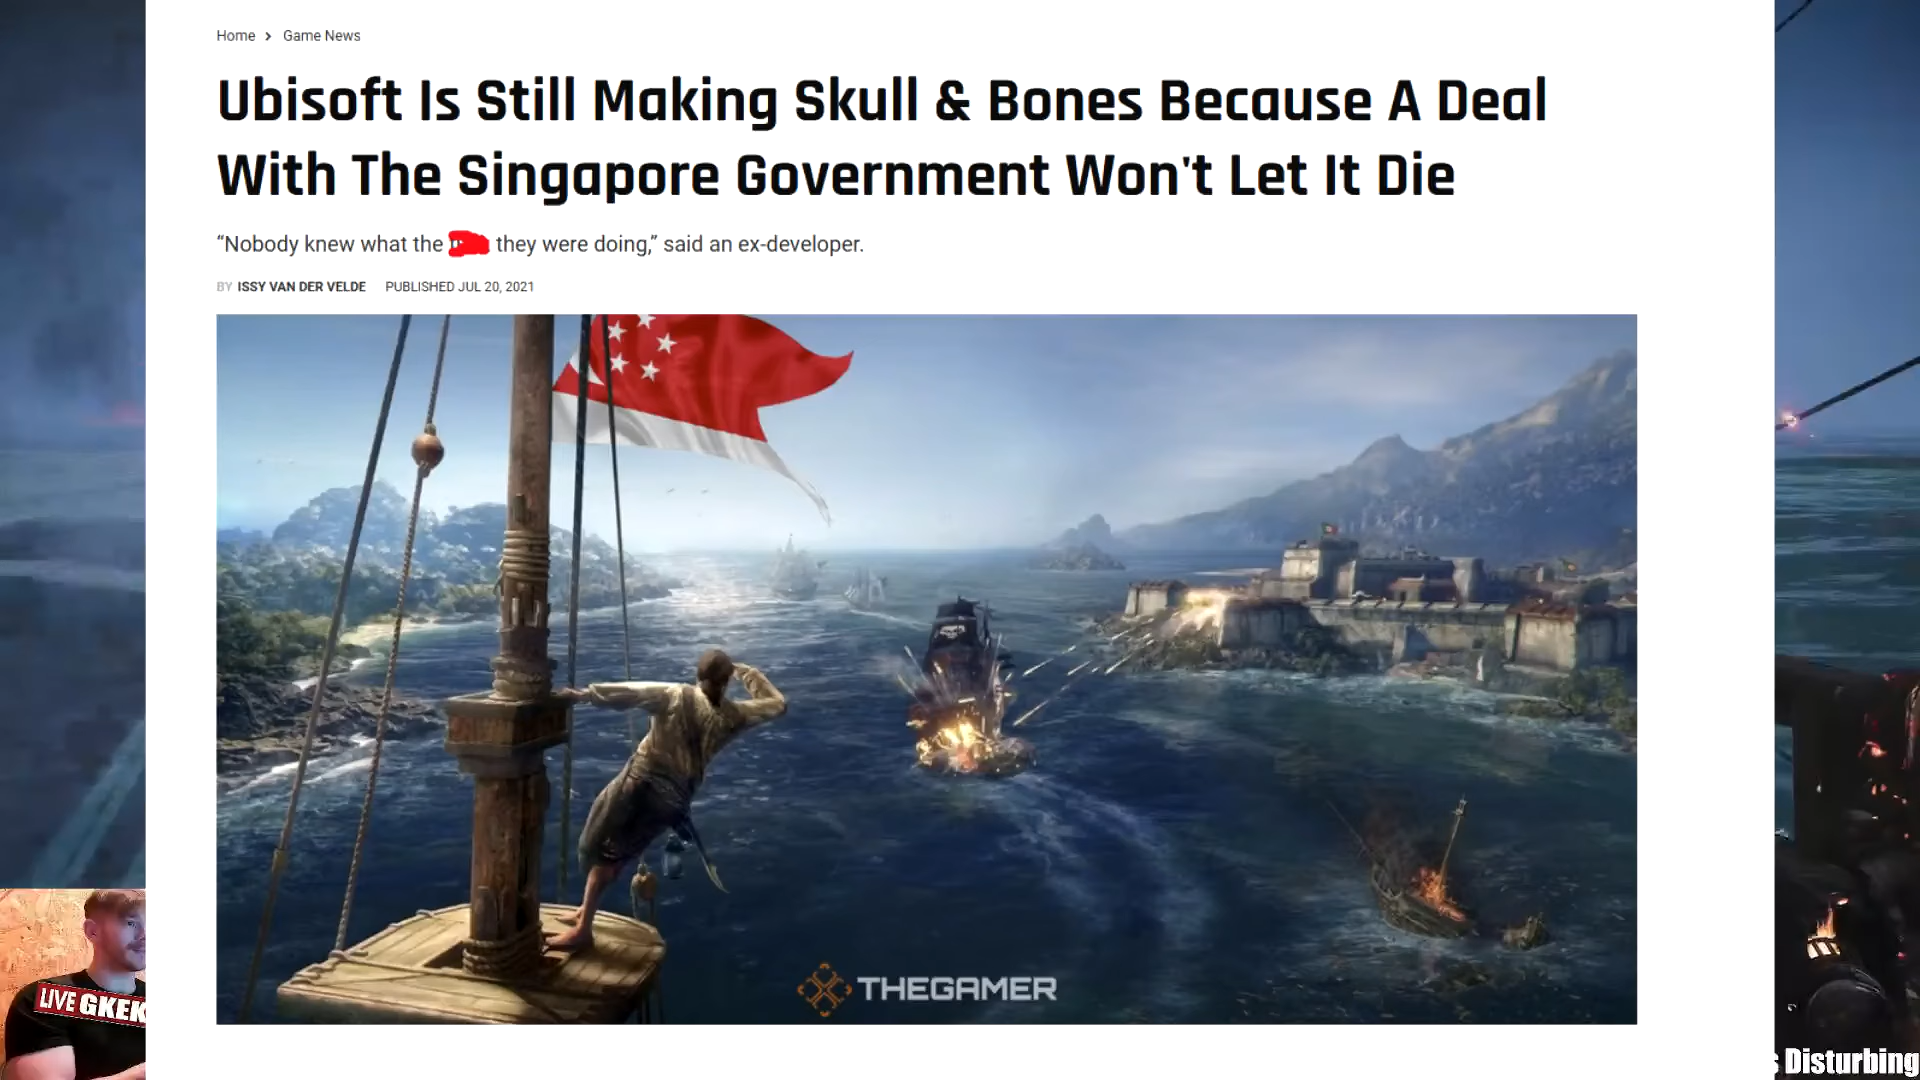 Home > Game News
Ubisoft Is Still Making Skull & Bones Because A Deal
With The Singapore Government Won't Let It Die
“Nobody knew what the they were doing,” said an ex-developer.
BY ISSY VAN DER VELDE PUBLISHED JUL 20, 2021
THEGAMER
LIVE GKEK
s Disturbing